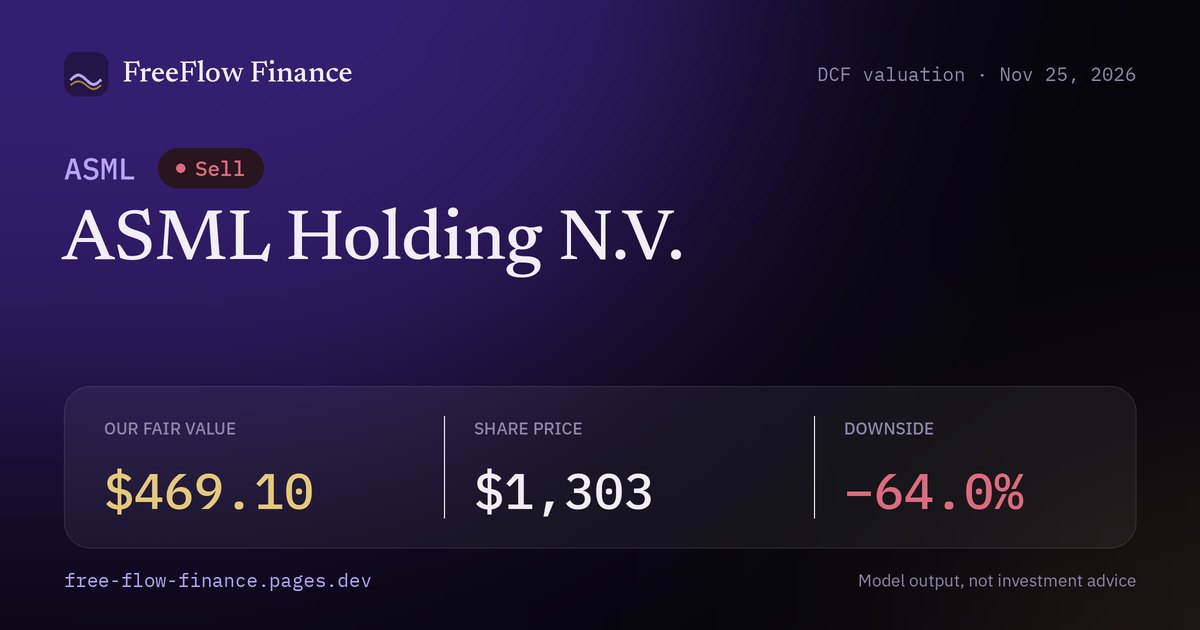 FreeFlow Finance
DCF valuation · Nov 25, 2026
ASML
Sell
ASML Holding N.V.
OUR FAIR VALUE
$469.10
SHARE PRICE
$1,303
DOWNSIDE
−64.0%
free-flow-finance.pages.dev
Model output, not investment advice